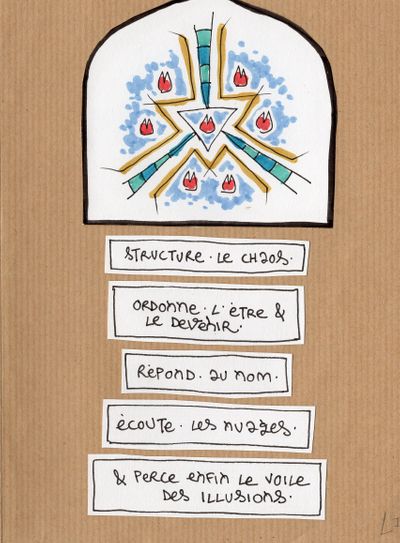 STRUCTURE. LE CHAOS.
ORDONNE. L'ÊTRE &
LE DEVENIR.
RÉPOND. AU NOM.
ÉCOUTE. LES NUAGES.
& PERCE ENFIN LE VOILE
DES ILLUSIONS.